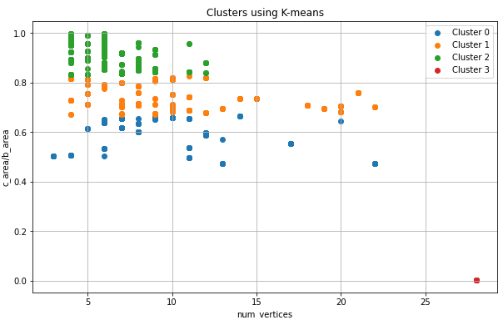 Clusters using K-means
Cluster 0
Cluster 1
Cluster 2
Cluster 3
c_area/b_area
1.0
0.8
0.6
0.4
0.2
0.0
5
10
15
20
25
num_vertices